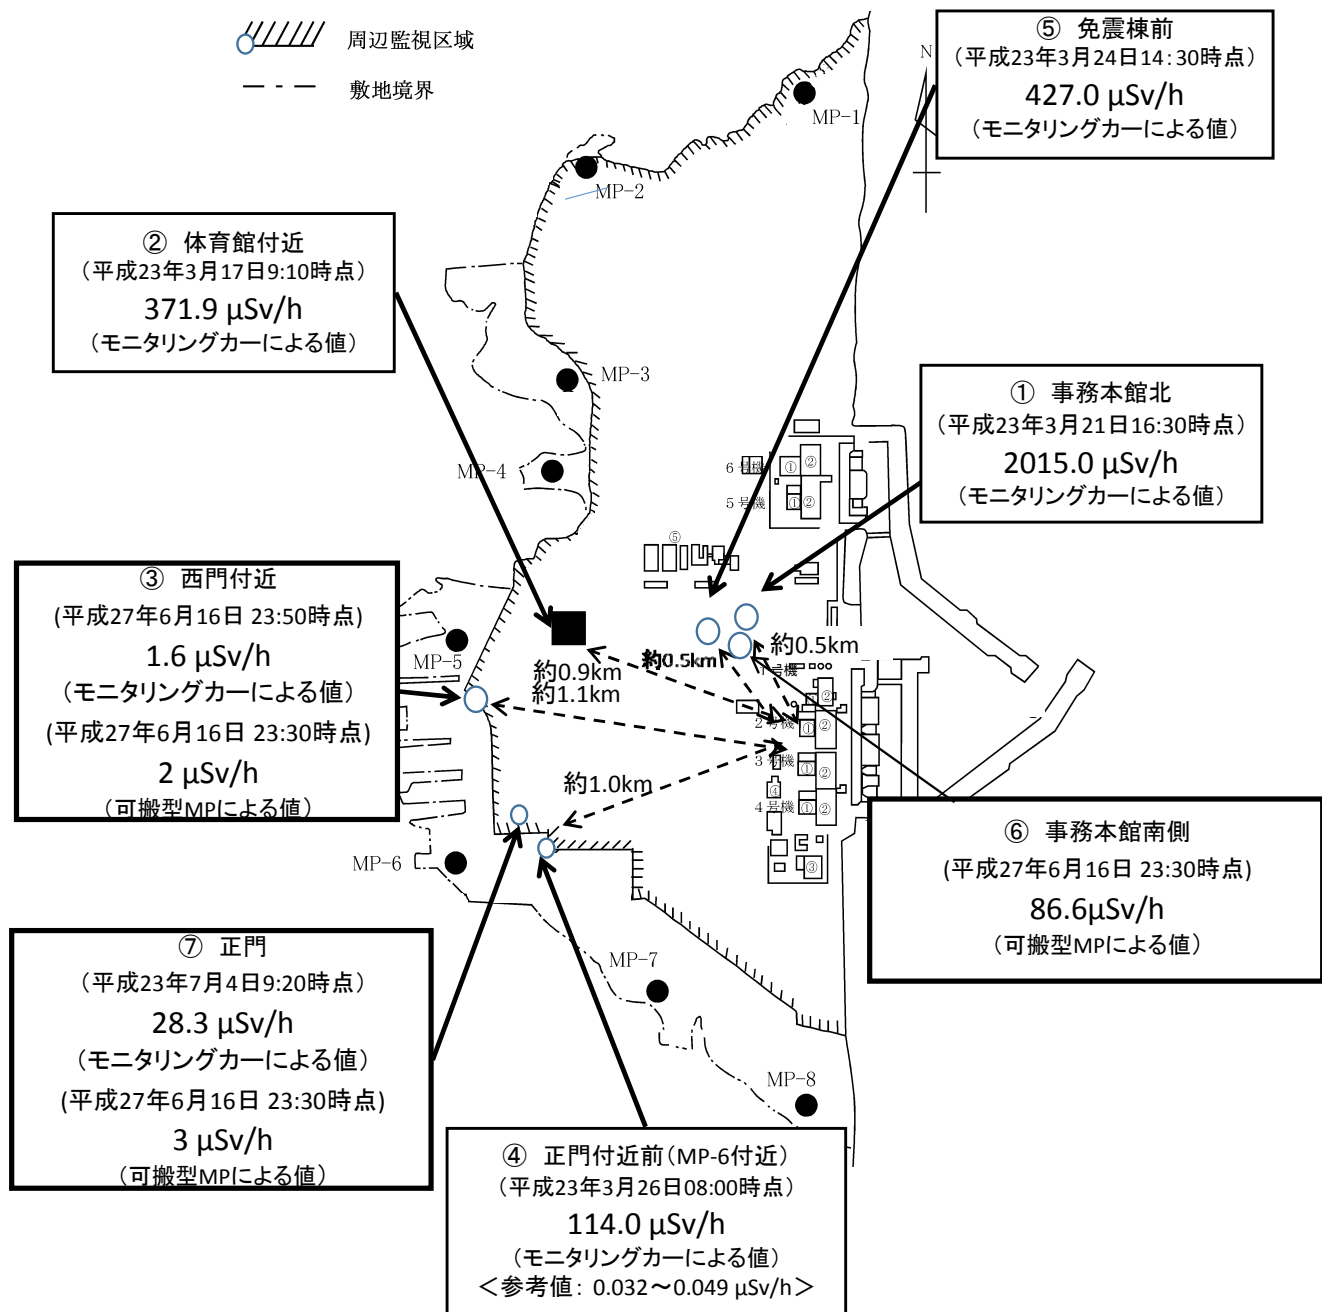 周辺監視区域
敷地境界
⑤ 免震棟前
（平成23年3月24日14：30時点）
427.0 μSv/h
（モニタリングカーによる値）
N
MP-1
MP-2
② 体育館付近
（平成23年3月17日9:10時点）
371.9 μSv/h
（モニタリングカーによる値）
MP-3
① 事務本館北
（平成23年3月21日16:30時点）
2015.0 μSv/h
（モニタリングカーによる値）
MP-4
6号機
①
②
5号機
①
②
⑤
③ 西門付近
(平成27年6月16日 23:50時点)
1.6 μSv/h
（モニタリングカーによる値）
(平成27年6月16日 23:30時点)
2 μSv/h
（可搬型MPによる値）
MP-5
約0.9km
約1.1km
約0.5km
約0.5km
1号機
②
2号機
①
②
3号機
①
②
約1.0km
④
4号機
①
②
③
MP-6
⑥ 事務本館南側
(平成27年6月16日 23:30時点)
86.6μSv/h
（可搬型MPによる値）
⑦ 正門
（平成23年7月4日9:20時点）
28.3 μSv/h
（モニタリングカーによる値）
(平成27年6月16日 23:30時点)
3 μSv/h
（可搬型MPによる値）
MP-7
MP-8
④ 正門付近前（MP-6付近）
（平成23年3月26日08:00時点）
114.0 μSv/h
（モニタリングカーによる値）
＜参考値：0.032～0.049 μSv/h＞